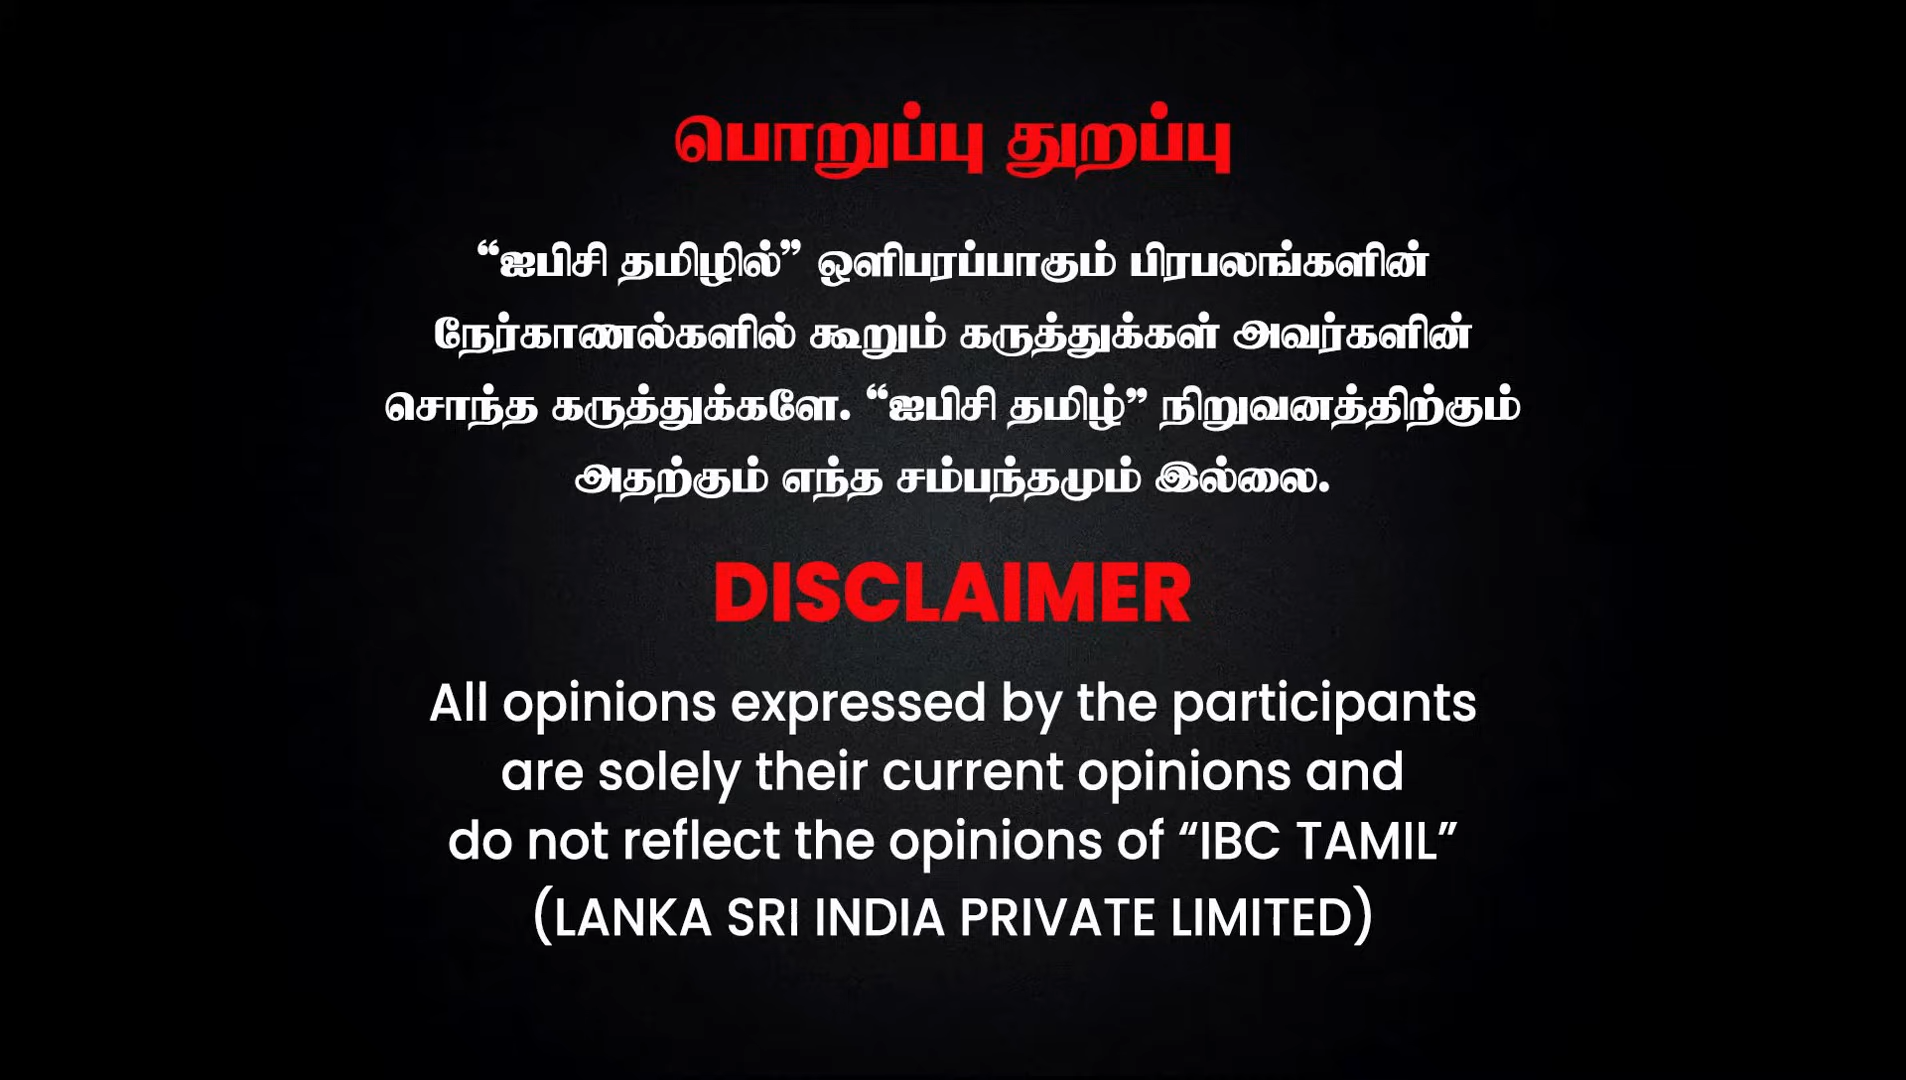 பொறுப்பு துறப்பு
“ஐபிசி தமிழில்” ஒளிபரப்பாகும் பிரபலங்களின்
நேர்காணல்களில் கூறும் கருத்துக்கள் அவர்களின்
சொந்த கருத்துக்களே. “ஐபிசி தமிழ்” நிறுவனத்திற்கும்
அதற்கும் எந்த சம்பந்தமும் இல்லை.
DISCLAIMER
All opinions expressed by the participants
are solely their current opinions and
do not reflect the opinions of “IBC TAMIL”
(LANKA SRI INDIA PRIVATE LIMITED)